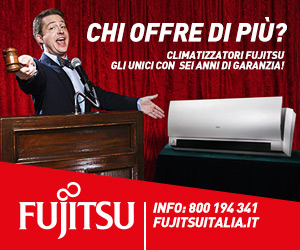 CHI OFFRE DI PIÙ?
CLIMATIZZATORI FUJITSU
GLI UNICI CON SEI ANNI DI GARANZIA!
FUJITSU
INFO: 800 194 341
FUJITSUITALIA.IT